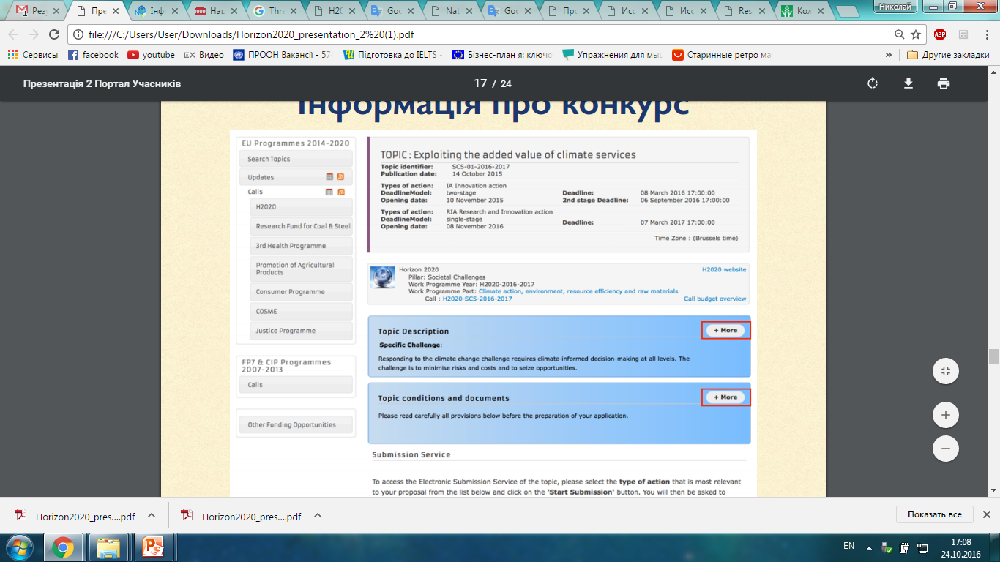 Николай
Рез
Пре
Інф
Нац
Thre
H20
Goo
Nat
Goo
Про
Исс
Исс
Res
Кол
file:///C:/Users/User/Downloads/Horizon2020_presentation_2%20(1).pdf
ABP
Сервисы facebook youtube EX Видео ПРООН Вакансії - 574 Підготовка до IELTS - Бізнес-план я: ключо Упражнения для мы Старинные ретро ма » Другие закладки
Презентація 2 Портал Учасників
17 / 24
Інформація про конкурс
EU Programmes 2014-2020
Search Topics
Updates
Calls
H2020
Research Fund for Coal & Steel
3rd Health Programme
Promotion of Agricultural
Products
Consumer Programme
COSME
Justice Programme
FP7 & CIP Programmes
2007-2013
Calls
Other Funding Opportunities
TOPIC : Exploiting the added value of climate services
Topic identifier: SC5-01-2016-2017
Publication date: 14 October 2015
Types of action: IA Innovation action
DeadlineModel: two-stage Deadline: 08 March 2016 17:00:00
Opening date: 10 November 2015 2nd stage Deadline: 06 September 2016 17:00:00
Types of action: RIA Research and Innovation action
DeadlineModel: single-stage Deadline: 07 March 2017 17:00:00
Opening date: 08 November 2016
Time Zone : (Brussels time)
Horizon 2020 H2020 website
Pillar: Societal Challenges
Work Programme Year: H2020-2016-2017
Work Programme Part: Climate action, environment, resource efficiency and raw materials
Call : H2020-SC5-2016-2017 Call budget overview
Topic Description + More
Specific Challenge:
Responding to the climate change challenge requires climate-informed decision-making at all levels. The
challenge is to minimise risks and costs and to seize opportunities.
Topic conditions and documents + More
Please read carefully all provisions below before the preparation of your application.
Submission Service
To access the Electronic Submission Service of the topic, please select the type of action that is most relevant
to your proposal from the list below and click on the 'Start Submission' button. You will then be asked to
Horizon2020_pres....pdf
Horizon2020_pres....pdf
Показать все
EN
17:08
24.10.2016